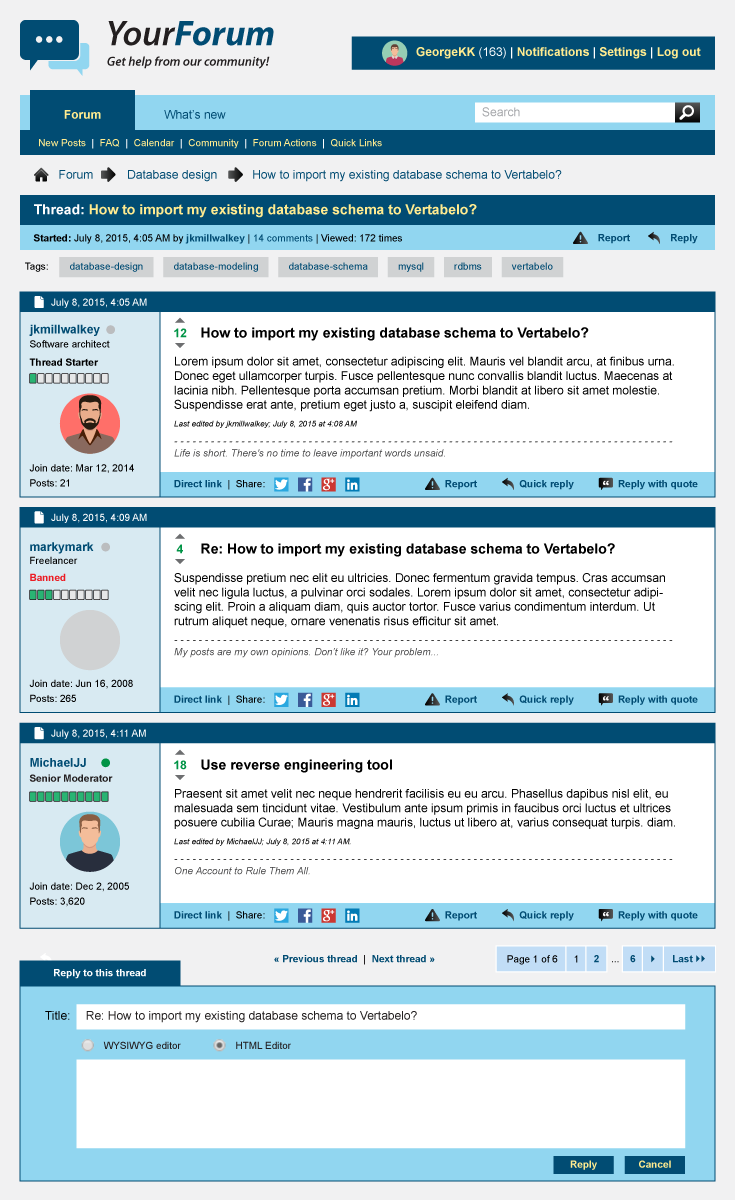 YourForum
Get help from our community!
GeorgeKK (163) | Notifications | Settings | Log out
Forum
What's new
Search
New Posts | FAQ | Calendar | Community | Forum Actions | Quick Links
Forum Database design How to import my existing database schema to Vertabelo?
Thread: How to import my existing database schema to Vertabelo?
Started: July 8, 2015, 4:05 AM by jkmillwalkey | 14 comments | Viewed: 172 times
Report Reply
Tags: database-design database-modeling database-schema mysql rdbms vertabelo
July 8, 2015, 4:05 AM
jkmillwalkey
Software architect
Thread Starter
Join date: Mar 12, 2014
Posts: 21
12 How to import my existing database schema to Vertabelo?
Lorem ipsum dolor sit amet, consectetur adipiscing elit. Mauris vel blandit arcu, at finibus urna.
Donec eget ullamcorper turpis. Fusce pellentesque nunc convallis blandit luctus. Maecenas at
lacinia nibh. Pellentesque porta accumsan pretium. Morbi blandit at libero sit amet molestie.
Suspendisse erat ante, pretium eget justo a, suscipit eleifend diam.
Last edited by jkmillwalkey; July 8, 2015 at 4:08 AM
Life is short. There's no time to leave important words unsaid.
Direct link | Share: Report Quick reply Reply with quote
July 8, 2015, 4:09 AM
markymark
Freelancer
Banned
Join date: Jun 16, 2008
Posts: 265
4 Re: How to import my existing database schema to Vertabelo?
Suspendisse pretium nec elit eu ultricies. Donec fermentum gravida tempus. Cras accumsan
velit nec ligula luctus, a pulvinar orci sodales. Lorem ipsum dolor sit amet, consectetur adipi-
scing elit. Proin a aliquam diam, quis auctor tortor. Fusce varius condimentum interdum. Ut
rutrum aliquet neque, ornare venenatis risus efficitur sit amet.
My posts are my own opinions. Don't like it? Your problem...
Direct link | Share: Report Quick reply Reply with quote
July 8, 2015, 4:11 AM
MichaelJJ
Senior Moderator
Join date: Dec 2, 2005
Posts: 3,620
18 Use reverse engineering tool
Praesent sit amet velit nec neque hendrerit facilisis eu eu arcu. Phasellus dapibus nisl elit, eu
malesuada sem tincidunt vitae. Vestibulum ante ipsum primis in faucibus orci luctus et ultrices
posuere cubilia Curae; Mauris magna mauris, luctus ut libero at, varius consequat turpis. diam.
Last edited by MichaelJJ; July 8, 2015 at 4:11 AM.
One Account to Rule Them All.
Direct link | Share: Report Quick reply Reply with quote
« Previous thread | Next thread »
Page 1 of 6 1 2 ... 6 Last
Reply to this thread
Title: Re: How to import my existing database schema to Vertabelo?
WYSIWYG editor HTML Editor
Reply Cancel